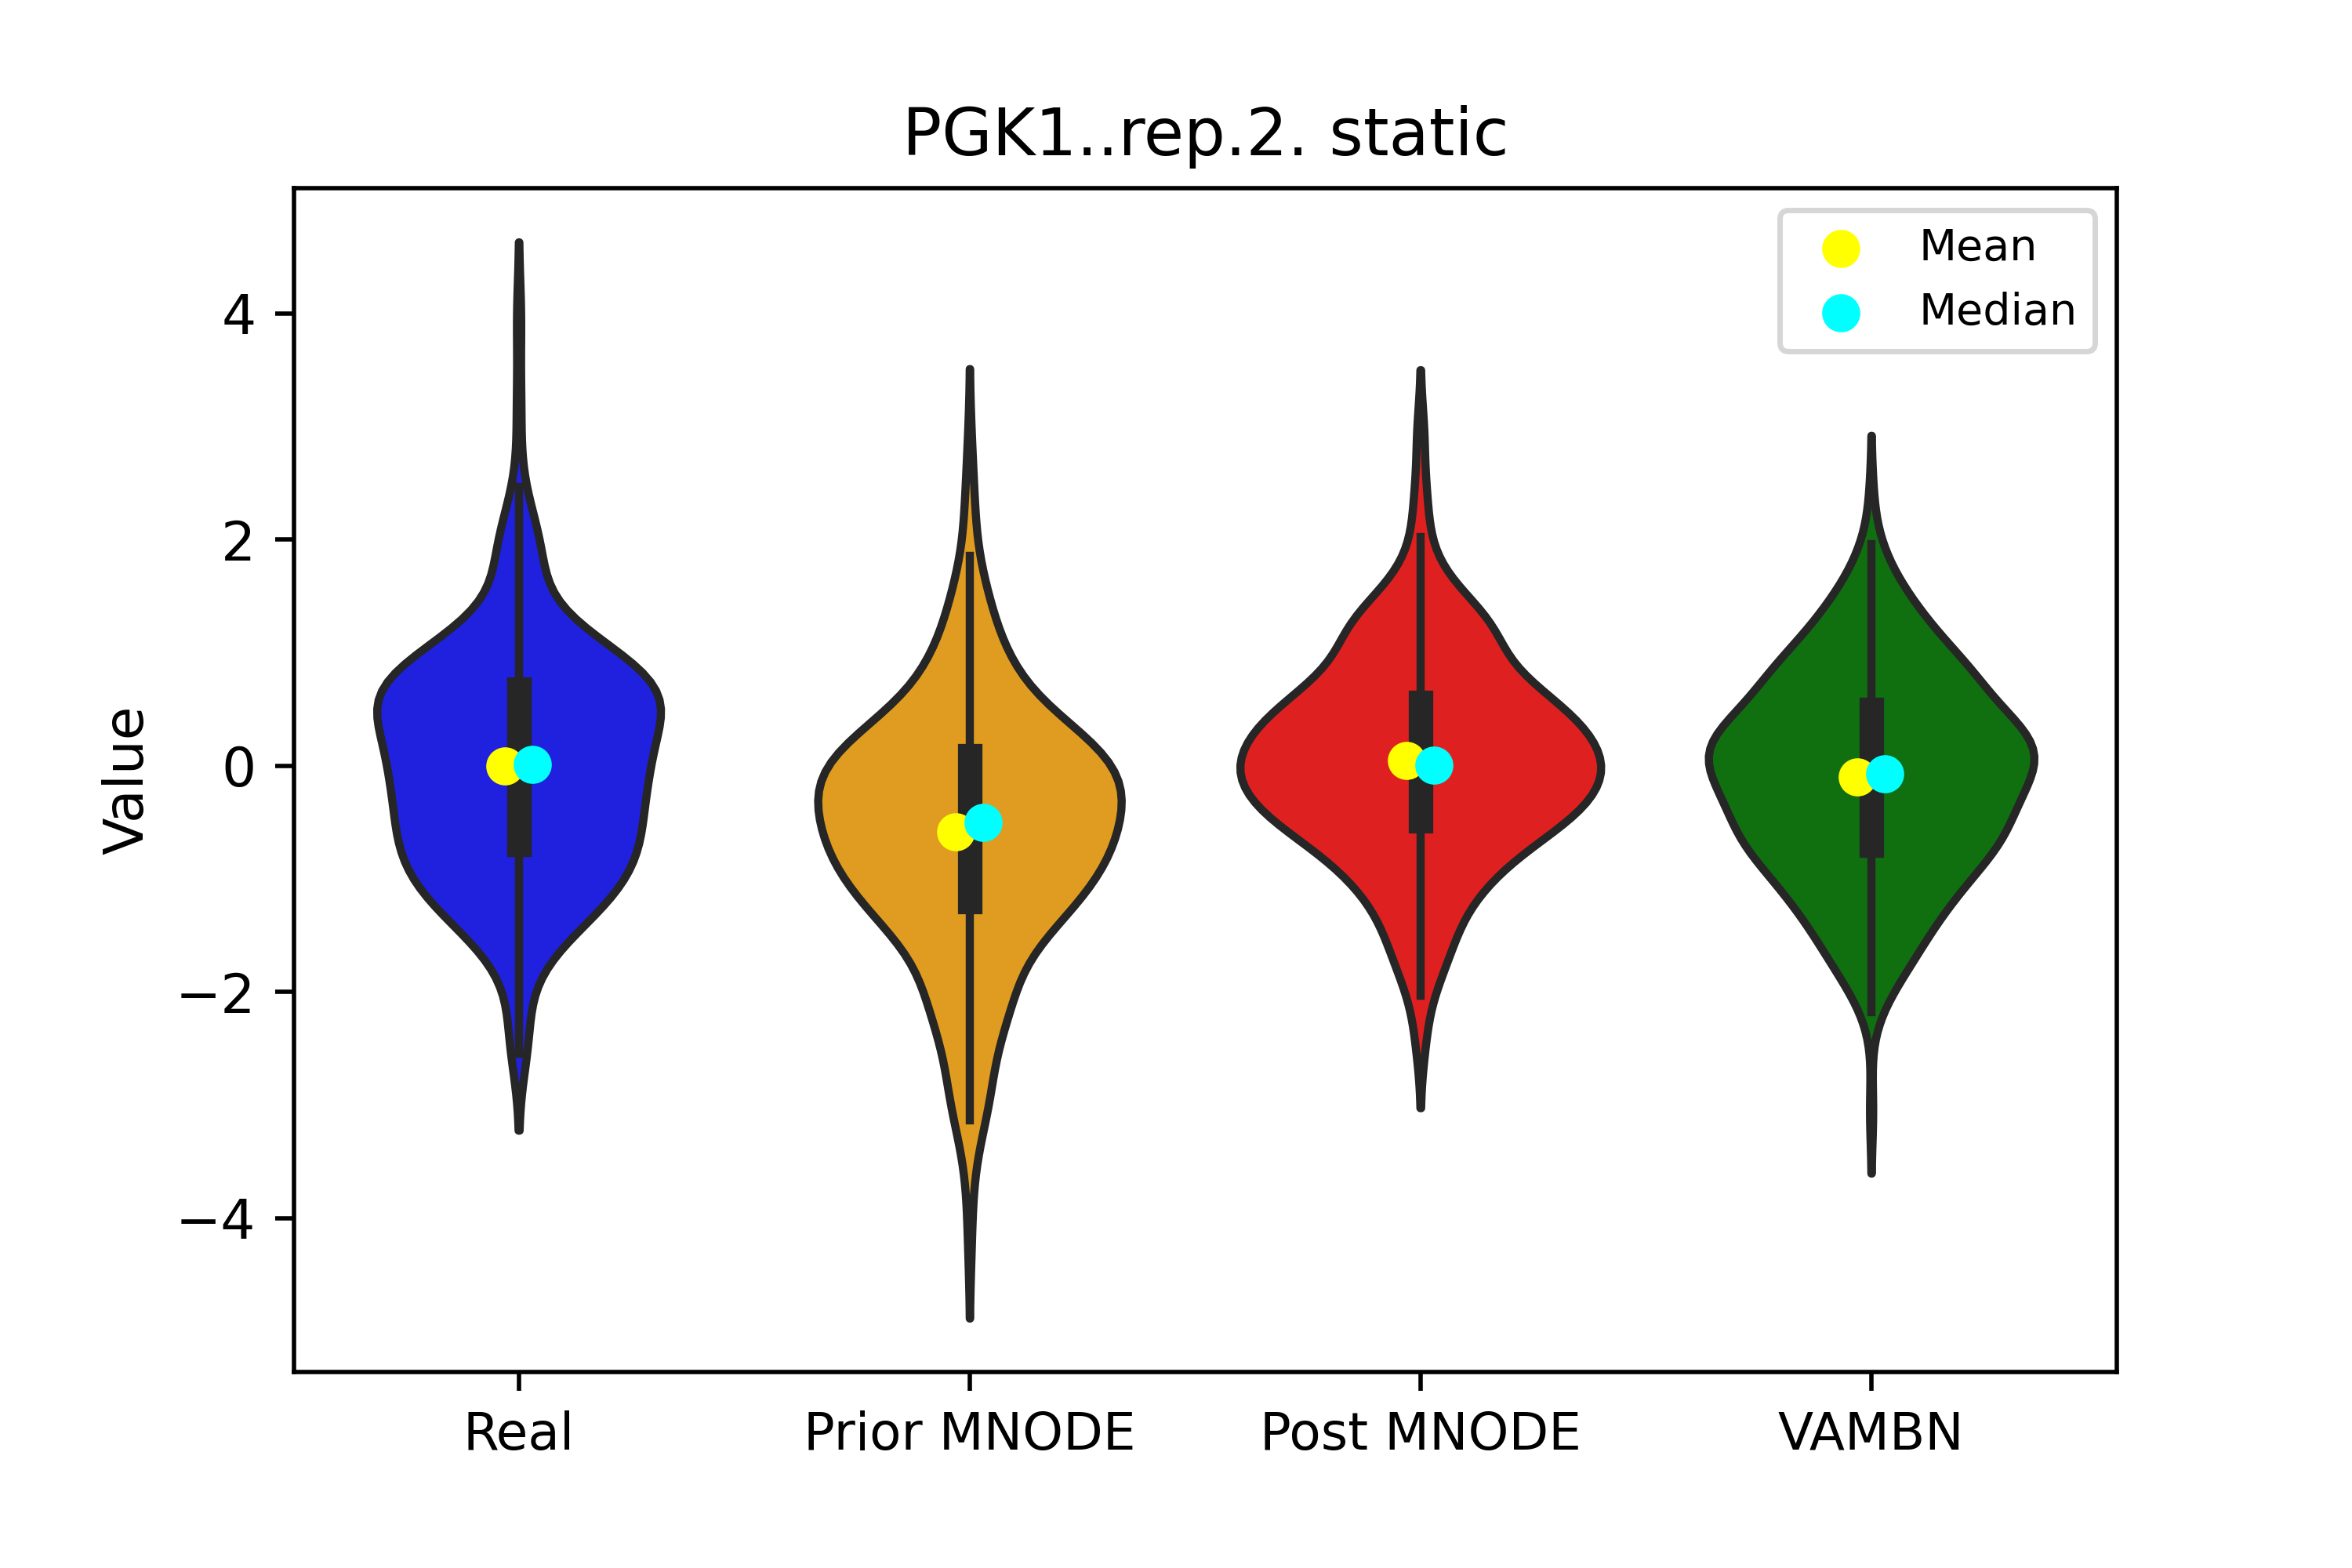 PGK1..rep.2. static
Mean
Median
4
2
0
−2
−4
Value
Real
Prior MNODE
Post MNODE
VAMBN